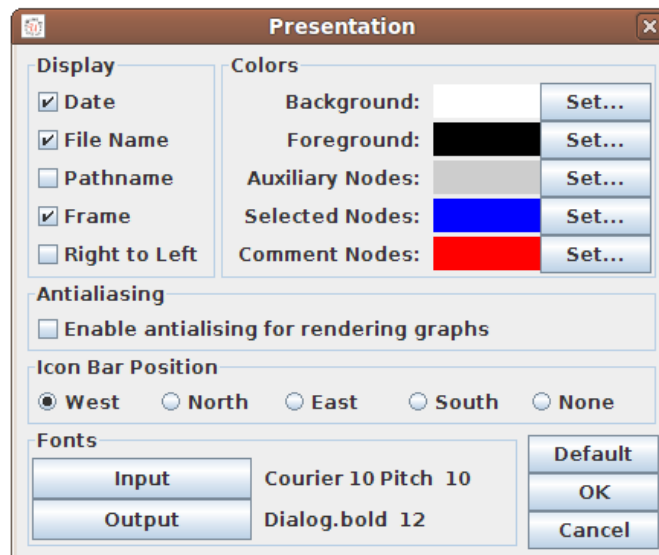 Presentation
Display
Date
File Name
Pathname
Frame
Right to Left
Colors
Background: Set...
Foreground: Set...
Auxiliary Nodes: Set...
Selected Nodes: Set...
Comment Nodes: Set...
Antialiasing
Enable antialising for rendering graphs
Icon Bar Position
West North East South None
Fonts
Input Courier 10 Pitch 10
Output Dialog.bold 12
Default
OK
Cancel